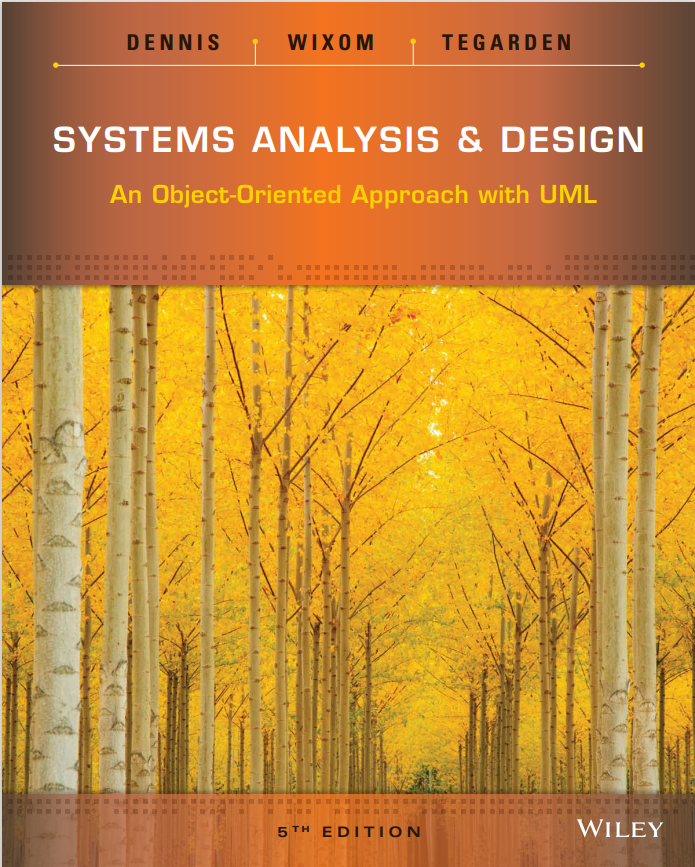 DENNIS WIXOM TEGARDEN
SYSTEMS ANALYSIS & DESIGN
An Object-Oriented Approach with UML
5TH EDITION
WILEY